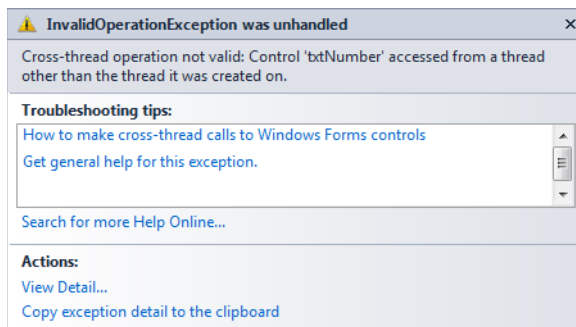 InvalidOperationException was unhandled
Cross-thread operation not valid: Control 'txtNumber' accessed from a thread
other than the thread it was created on.
Troubleshooting tips:
How to make cross-thread calls to Windows Forms controls
Get general help for this exception.
Search for more Help Online...
Actions:
View Detail...
Copy exception detail to the clipboard